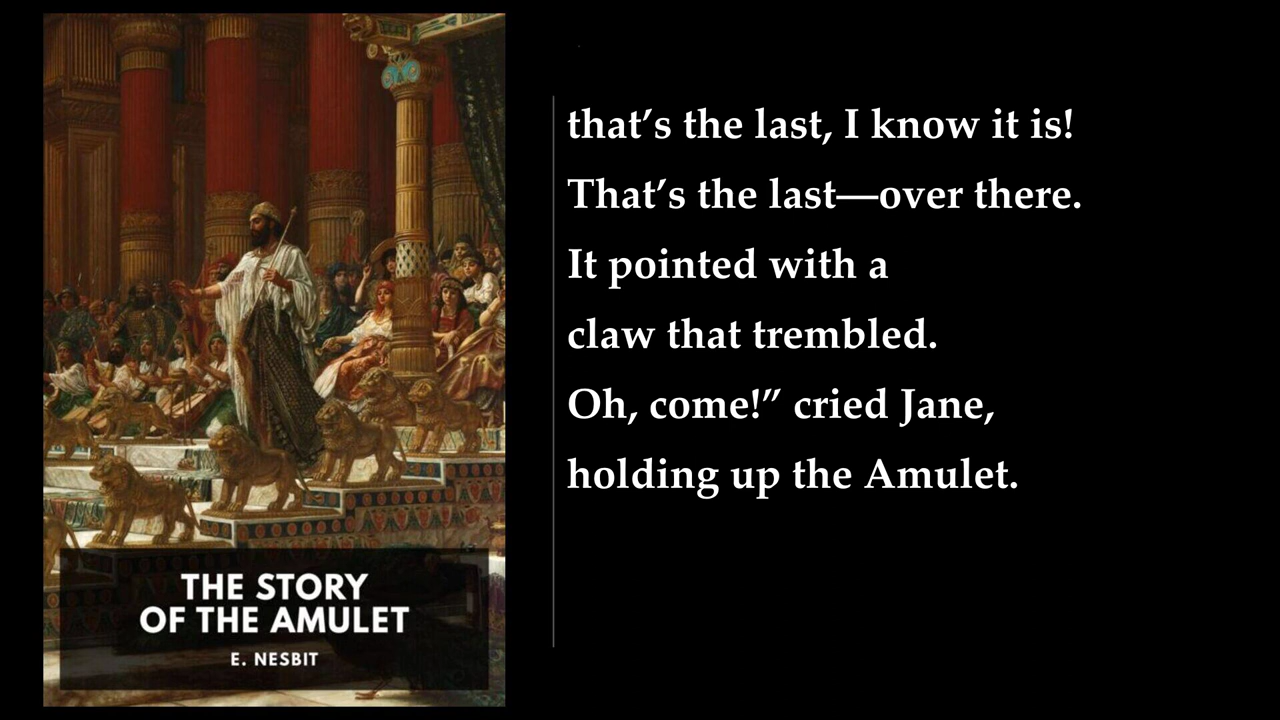 that’s the last, I know it is!
That’s the last—over there.
It pointed with a
claw that trembled.
Oh, come!” cried Jane,
holding up the Amulet.
THE STORY
OF THE AMULET
E. NESBIT